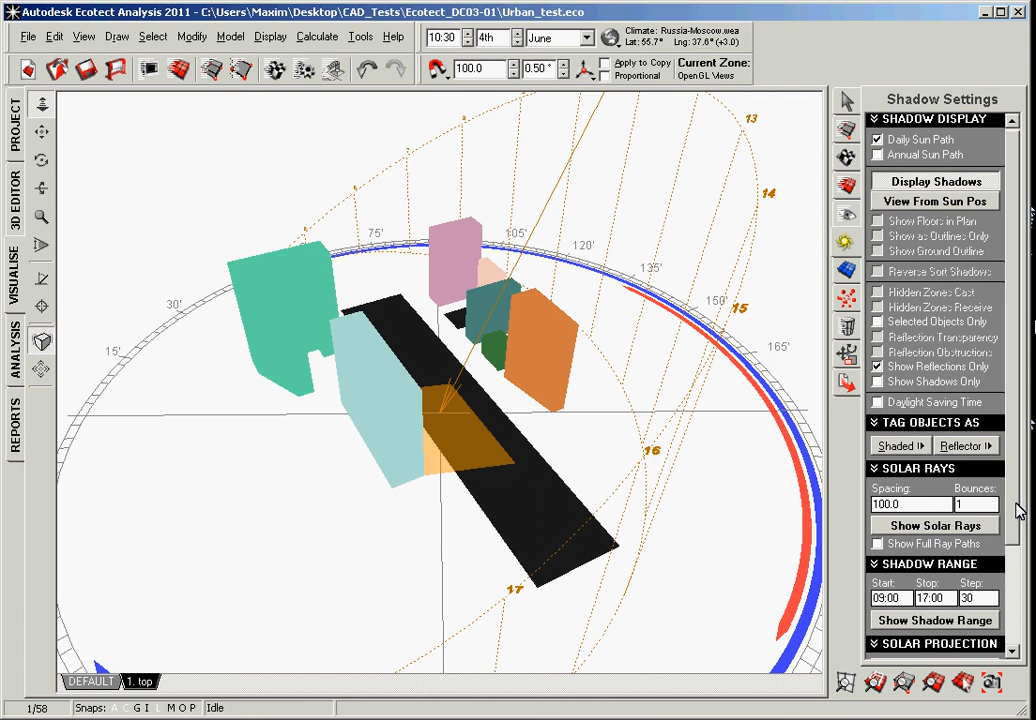 Autodesk Ecotect Analysis 2011 - C:\Users\Maxim\Desktop\CAD_Tests\Ecotect_DC03-01\Urban_test.eco
File Edit View Draw Select Modify Model Display Calculate Tools Help
10:30 4th June
Climate: Russia-Moscow.wea
Lat: 55.7° Lng: 37.6° (+3.0)
100.0 0.50°
Apply to Copy
Proportional
Current Zone:
OpenGL Views
PROJECT
3D EDITOR
VISUALISE
ANALYSIS
REPORTS
13
14
15
16
17
15'
30'
75'
105'
120'
135'
150'
165'
DEFAULT 1. top
Shadow Settings
SHADOW DISPLAY
Daily Sun Path
Annual Sun Path
Display Shadows
View From Sun Pos
Show Floors in Plan
Show as Outlines Only
Show Ground Outline
Reverse Sort Shadows
Hidden Zones Cast
Hidden Zones Receive
Selected Objects Only
Reflection Transparency
Reflection Obstructions
Show Reflections Only
Show Shadows Only
Daylight Saving Time
TAG OBJECTS AS
Shaded Reflector
SOLAR RAYS
Spacing: Bounces:
100.0 1
Show Solar Rays
Show Full Ray Paths
SHADOW RANGE
Start: Stop: Step:
09:00 17:00 30
Show Shadow Range
SOLAR PROJECTION
1/58 Snaps: A C G I L M O P Idle